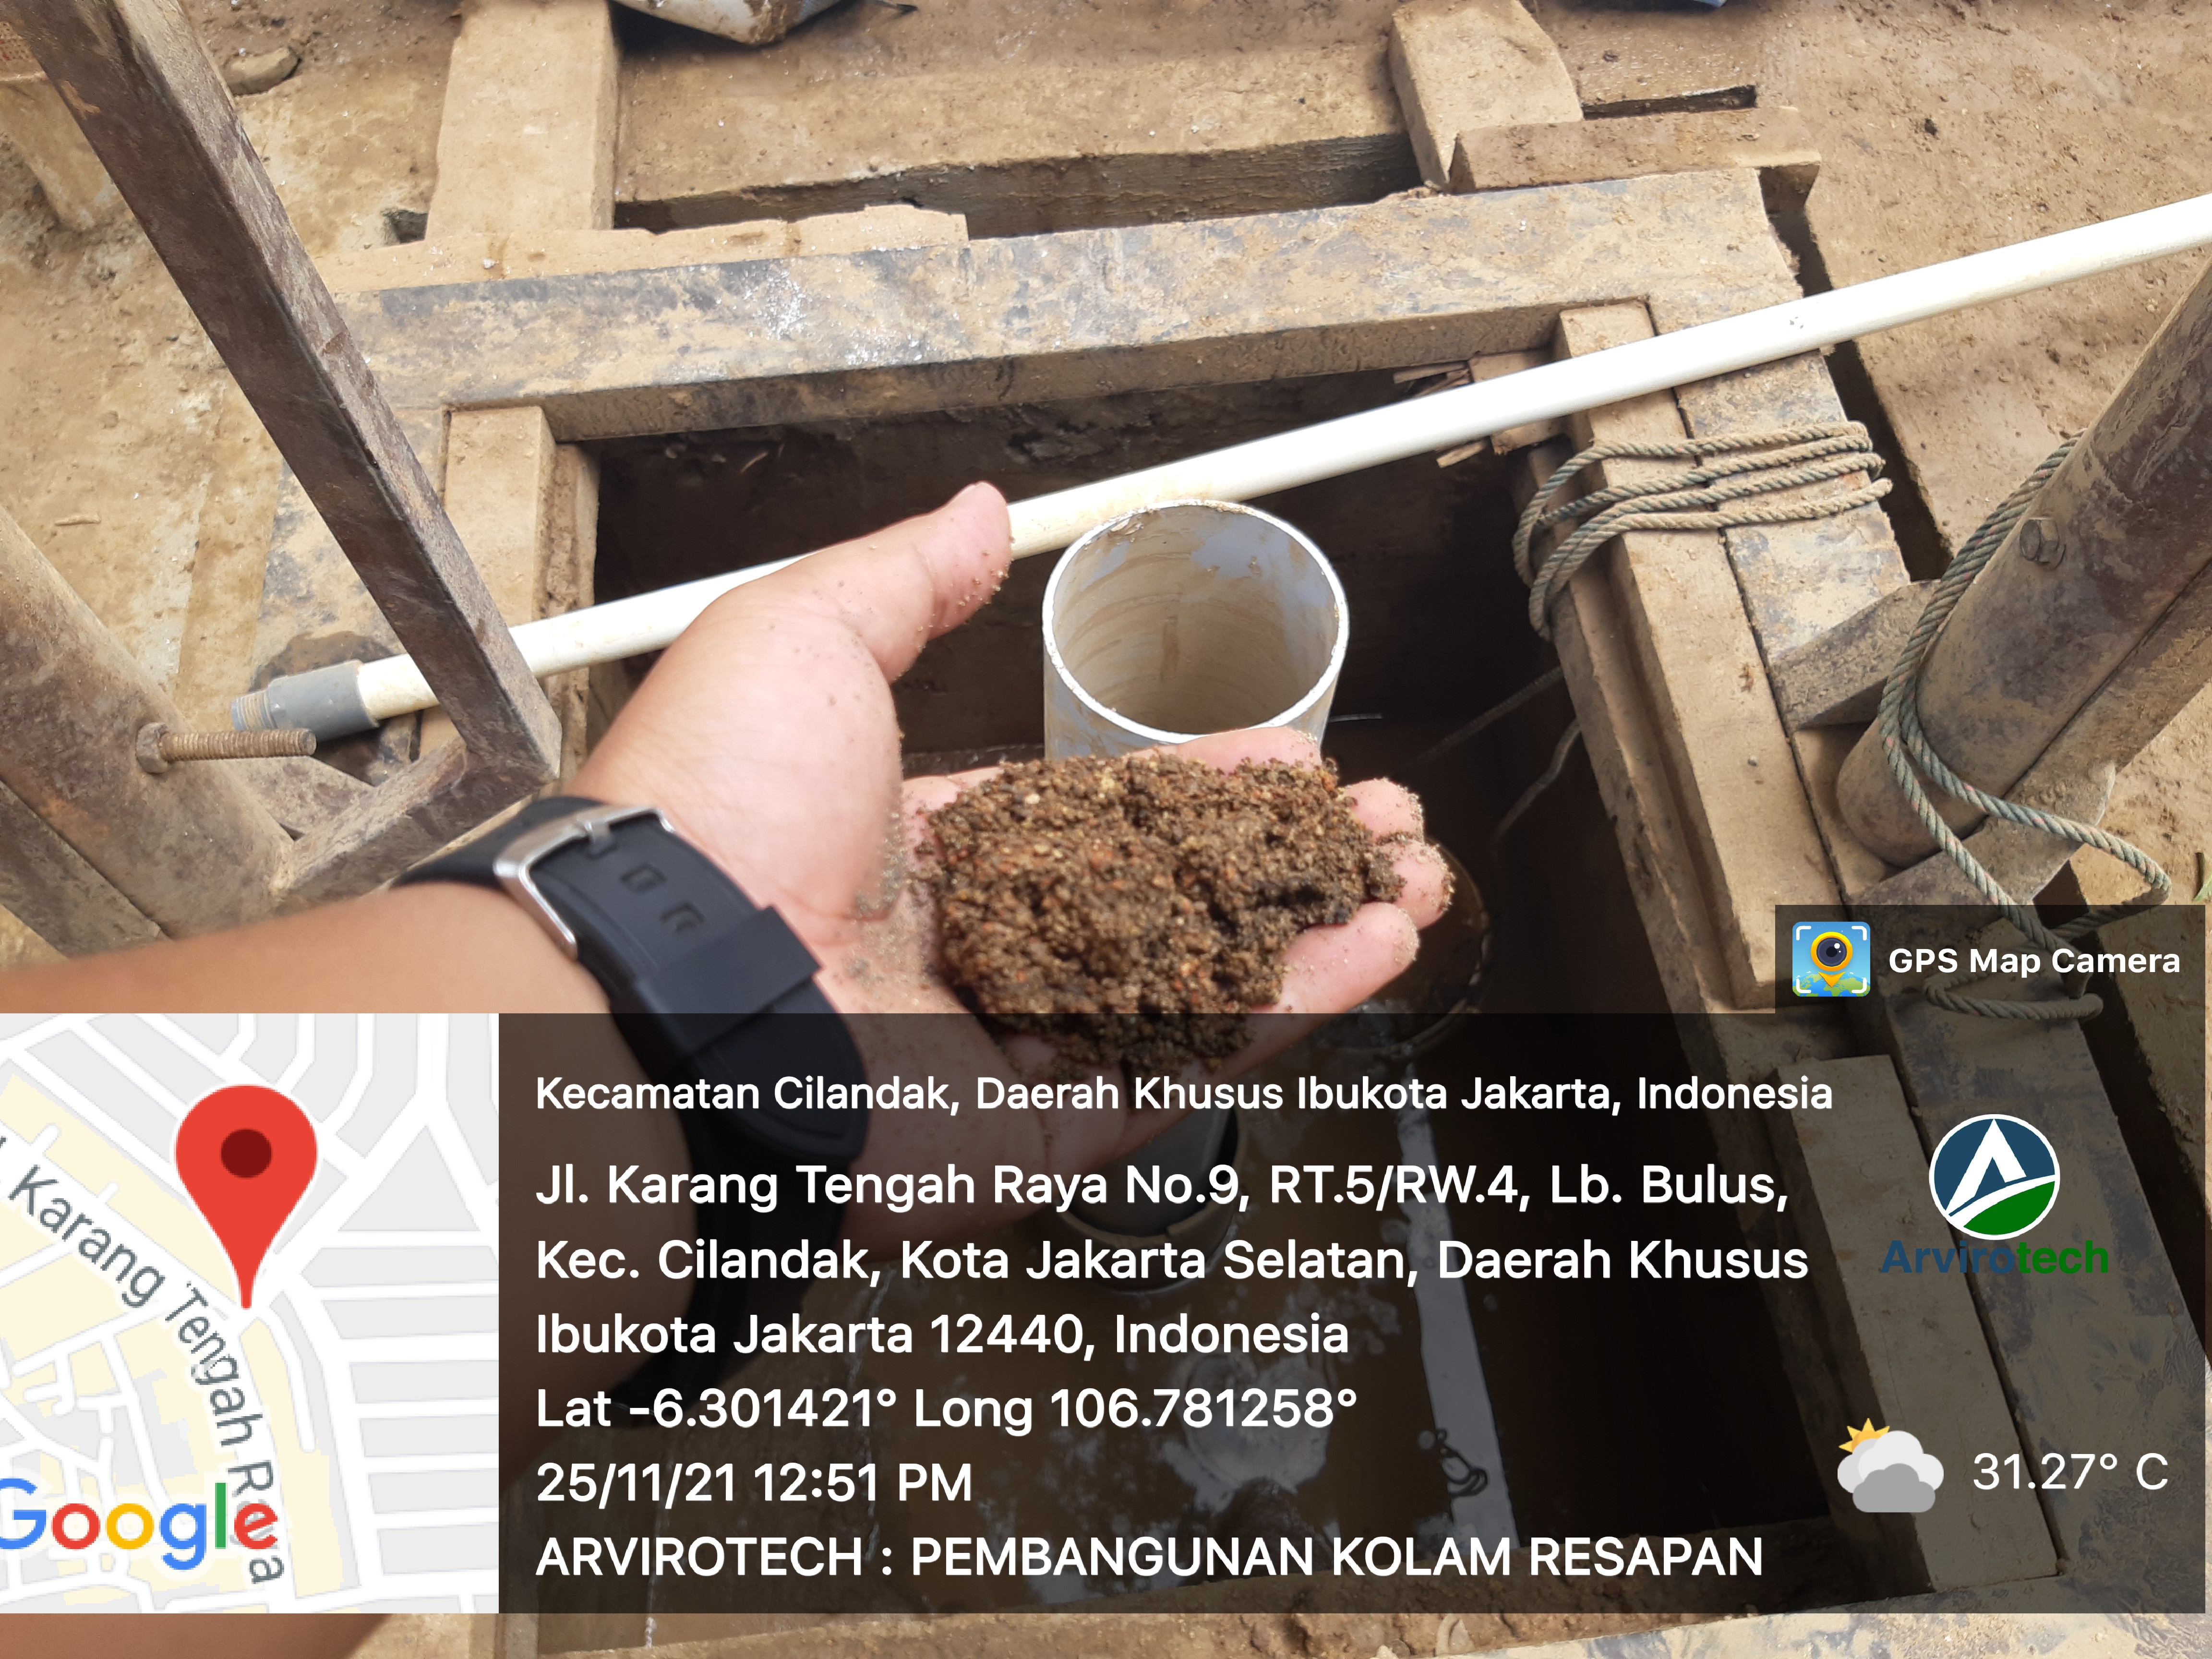 GPS Map Camera
Kecamatan Cilandak, Daerah Khusus Ibukota Jakarta, Indonesia
Jl. Karang Tengah Raya No.9, RT.5/RW.4, Lb. Bulus,
Kec. Cilandak, Kota Jakarta Selatan, Daerah Khusus
Ibukota Jakarta 12440, Indonesia
Lat -6.301421° Long 106.781258°
25/11/21 12:51 PM
ARVIROTECH : PEMBANGUNAN KOLAM RESAPAN
Arvirotech
31.27° C
Karang Tengah Raya
Google